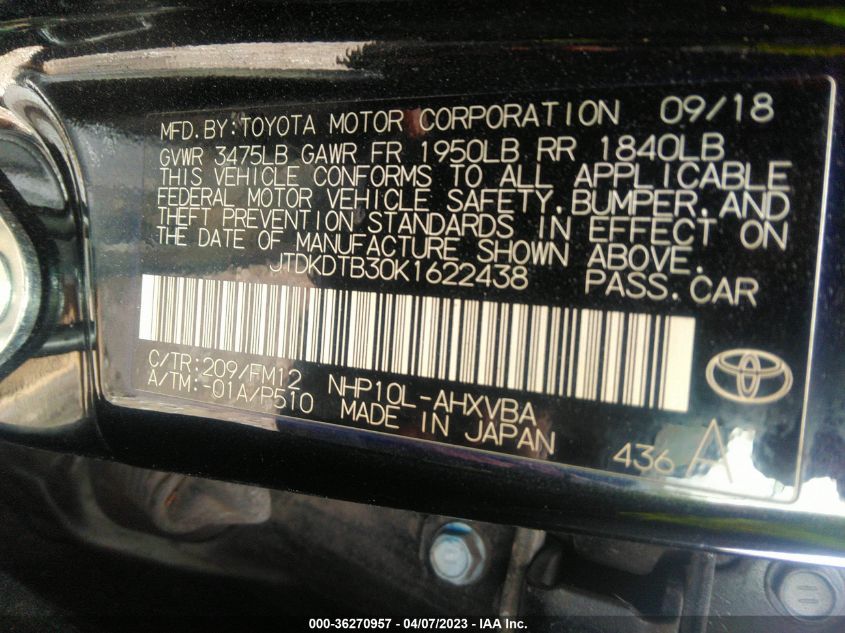 MFD.BY:TOYOTA MOTOR CORPORATION 09/18
GVWR 3475LB GAWR FR 1950LB RR 1840LB
THIS VEHICLE CONFORMS TO ALL APPLICABLE
FEDERAL MOTOR VEHICLE SAFETY,BUMPER,AND
THEFT PREVENTION STANDARDS IN EFFECT ON
THE DATE OF MANUFACTURE SHOWN ABOVE.
JTDKDTB30K1622438 PASS.CAR
C/TR:209/FM12 NHP10L-AHXVBA
A/TM:-01A/P510 MADE IN JAPAN
436 A
000-36270957 - 04/07/2023 - © IAA Inc.